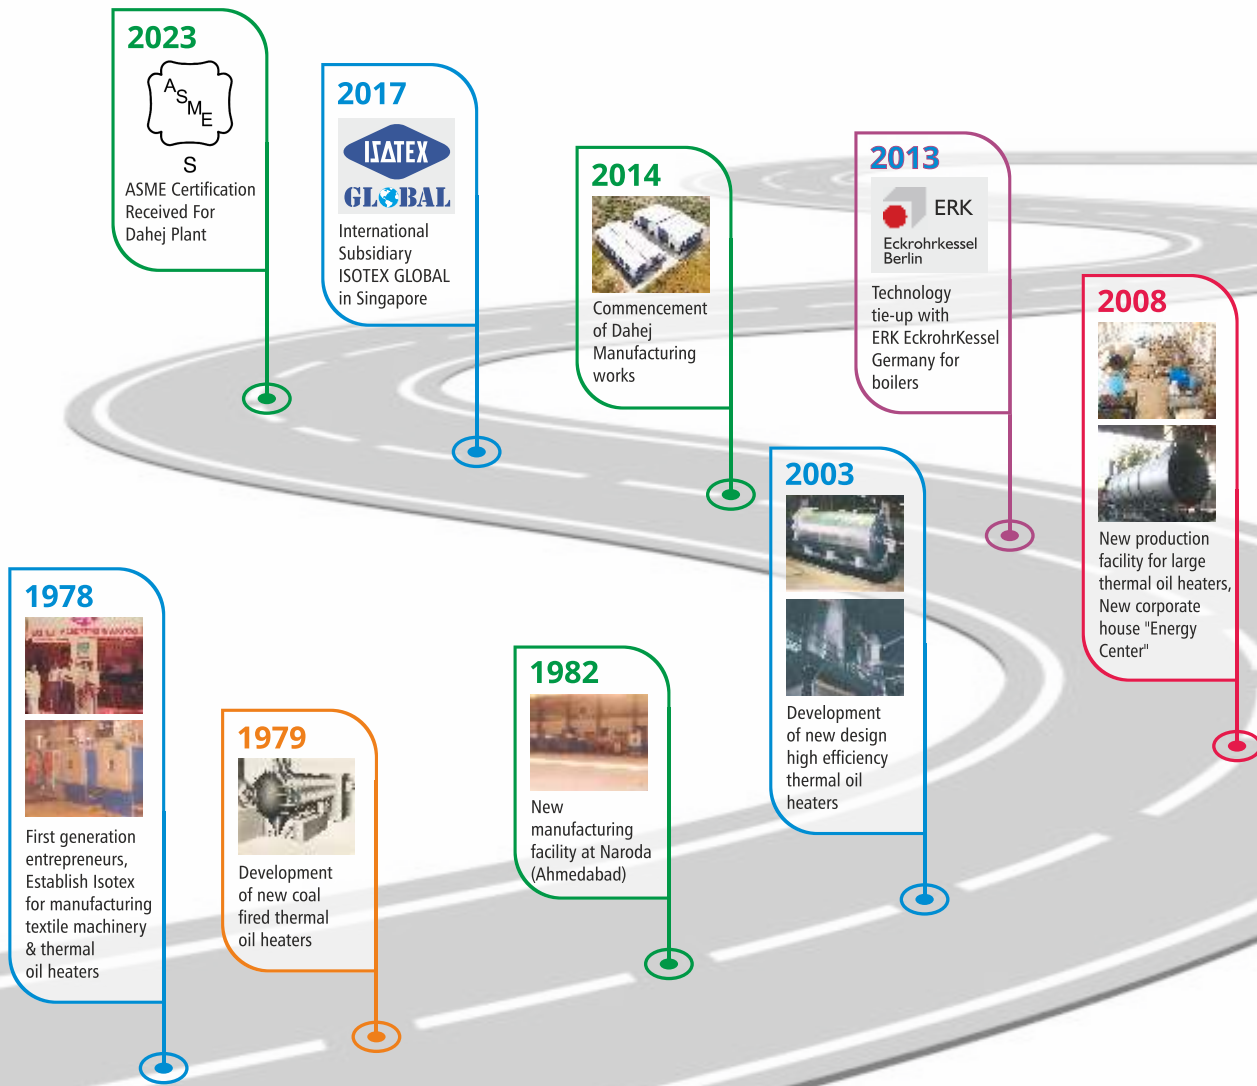 2023
ASME
S
ASME Certification
Received For
Dahej Plant
2017
ISOTEX
GLOBAL
International
Subsidiary
ISOTEX GLOBAL
in Singapore
2014
Commencement
of Dahej
Manufacturing
works
2013
ERK
Eckrohrkessel
Berlin
Technology
tie-up with
ERK EckrohrKessel
Germany for
boilers
2008
New production
facility for large
thermal oil heaters,
New corporate
house "Energy
Center"
2003
Development
of new design
high efficiency
thermal oil
heaters
1982
New
manufacturing
facility at Naroda
(Ahmedabad)
1979
Development
of new coal
fired thermal
oil heaters
1978
First generation
entrepreneurs,
Establish Isotex
for manufacturing
textile machinery
& thermal
oil heaters